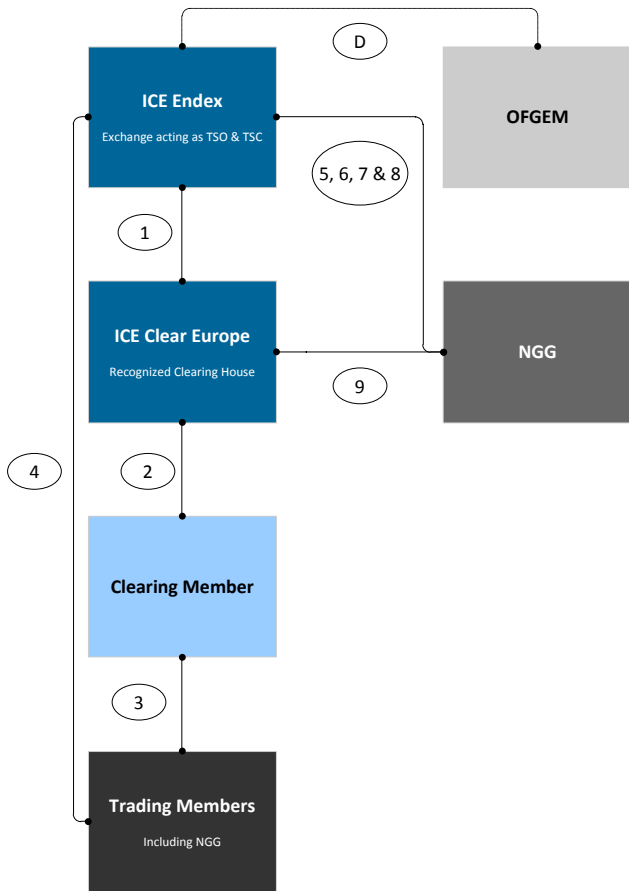 D
ICE Endex
Exchange acting as TSO & TSC
OFGEM
5, 6, 7 & 8
1
ICE Clear Europe
Recognized Clearing House
NGG
9
4
2
Clearing Member
3
Trading Members
Including NGG